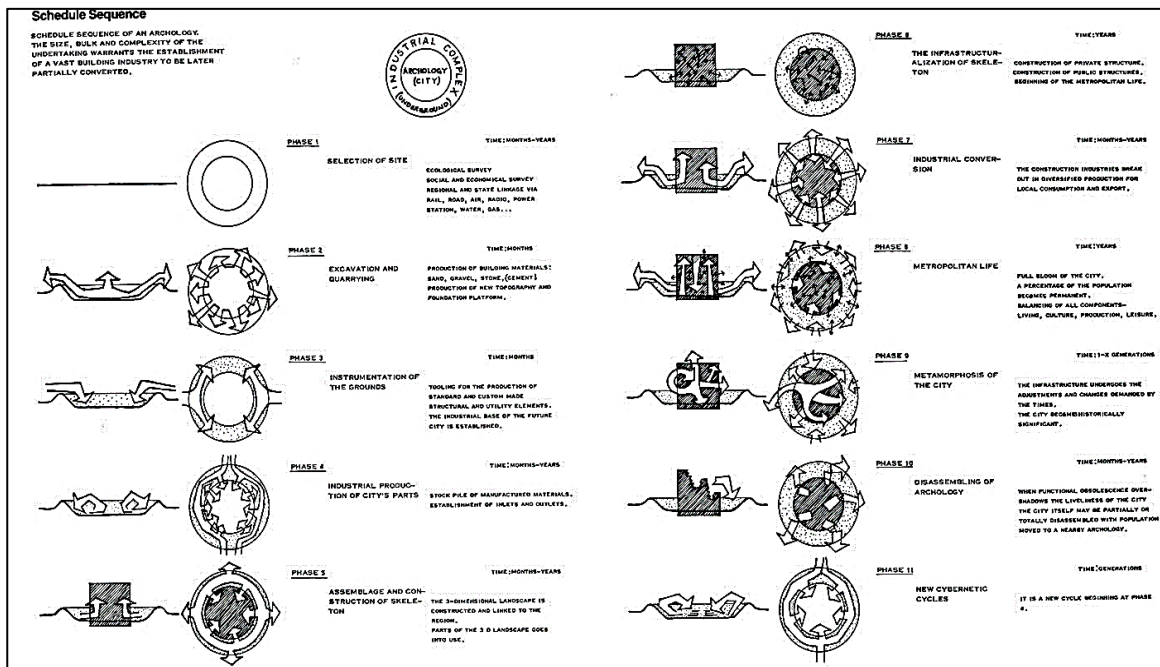 Schedule Sequence
SCHEDULE SEQUENCE OF AN ARCHOLOGY.
THE SIZE, BULK AND COMPLEXITY OF THE
UNDERTAKING WARRANTS THE ESTABLISHMENT
OF A VAST BUILDING INDUSTRY TO BE LATER
PARTIALLY CONVERTED.
INDUSTRIAL COMPLEX
(UNDERGROUND)
ARCHOLOGY
(CITY)
PHASE 1
TIME:MONTHS-YEARS
SELECTION OF SITE
ECOLOGICAL SURVEY
SOCIAL AND ECONOMICAL SURVEY
REGIONAL AND STATE LINKAGE VIA
RAIL, ROAD, AIR, RADIO, POWER
STATION, WATER, GAS...
PHASE 2
TIME:MONTHS
EXCAVATION AND
QUARRYING
PRODUCTION OF BUILDING MATERIALS:
SAND, GRAVEL, STONE,(CEMENT)
PRODUCTION OF NEW TOPOGRAPHY AND
FOUNDATION PLATFORM.
PHASE 3
TIME:MONTHS
INSTRUMENTATION OF
THE GROUNDS
TOOLING FOR THE PRODUCTION OF
STANDARD AND CUSTOM MADE
STRUCTURAL AND UTILITY ELEMENTS.
THE INDUSTRIAL BASE OF THE FUTURE
CITY IS ESTABLISHED.
PHASE 4
TIME:MONTHS-YEARS
INDUSTRIAL PRODUC-
TION OF CITY'S PARTS
STOCK PILE OF MANUFACTURED MATERIALS.
ESTABLISHMENT OF INLETS AND OUTLETS.
PHASE 5
TIME:MONTHS-YEARS
ASSEMBLAGE AND CON-
STRUCTION OF SKELE-
TON
THE 3-DIMENSIONAL LANDSCAPE IS
CONSTRUCTED AND LINKED TO THE
REGION.
PARTS OF THE 3 D LANDSCAPE GOES
INTO USE.
PHASE 6
TIME:YEARS
THE INFRASTRUCTUR-
ALIZATION OF SKELE-
TON
CONSTRUCTION OF PRIVATE STRUCTURE.
CONSTRUCTION OF PUBLIC STRUCTURES.
BEGINNING OF THE METROPOLITAN LIFE.
PHASE 7
TIME:MONTHS-YEARS
INDUSTRIAL CONVER-
SION
THE CONSTRUCTION INDUSTRIES BREAK
OUT IN DIVERSIFIED PRODUCTION FOR
LOCAL CONSUMPTION AND EXPORT.
PHASE 8
TIME:YEARS
METROPOLITAN LIFE
FULL BLOOM OF THE CITY.
A PERCENTAGE OF THE POPULATION
BECOMES PERMANENT.
BALANCING OF ALL COMPONENTS—
LIVING, CULTURE, PRODUCTION, LEISURE.
PHASE 9
TIME:1-X GENERATIONS
METAMORPHOSIS OF
THE CITY
THE INFRASTRUCTURE UNDERGOES THE
ADJUSTMENTS AND CHANGES DEMANDED BY
THE TIMES.
THE CITY HISTORICALLY
SIGNIFICANT.
PHASE 10
TIME:MONTHS-YEARS
DISASSEMBLING OF
ARCHOLOGY
WHEN FUNCTIONAL OBSOLESCENCE OVER-
SHADOWS THE LIVELINESS OF THE CITY
THE CITY ITSELF MAY BE PARTIALLY OR
TOTALLY DISASSEMBLED WITH POPULATION
MOVED TO A NEARBY ARCHOLOGY.
PHASE 11
TIME:GENERATIONS
NEW CYBERNETIC
CYCLES
IT IS A NEW CYCLE BEGINNING AT PHASE